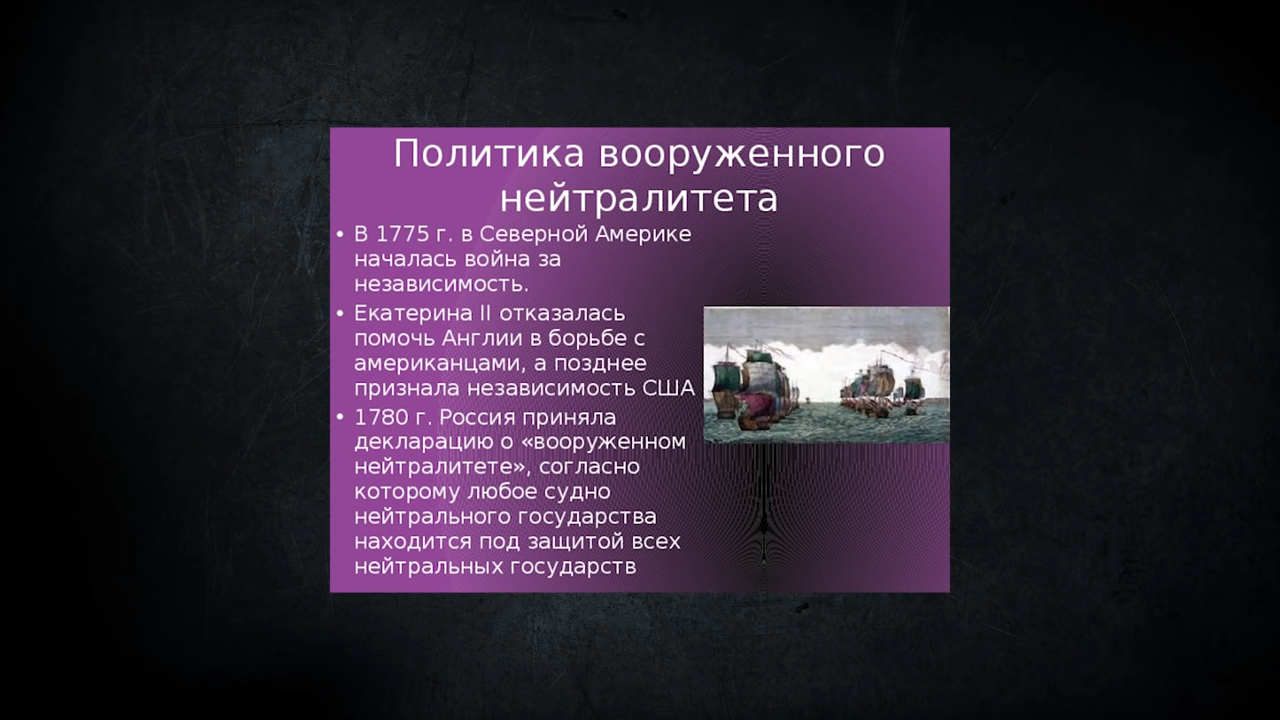 Политика вооруженного
нейтралитета
• В 1775 г. в Северной Америке
началась война за
независимость.
• Екатерина II отказалась
помочь Англии в борьбе с
американцами, а позднее
признала независимость США
• 1780 г. Россия приняла
декларацию о «вооруженном
нейтралитете», согласно
которому любое судно
нейтрального государства
находится под защитой всех
нейтральных государств